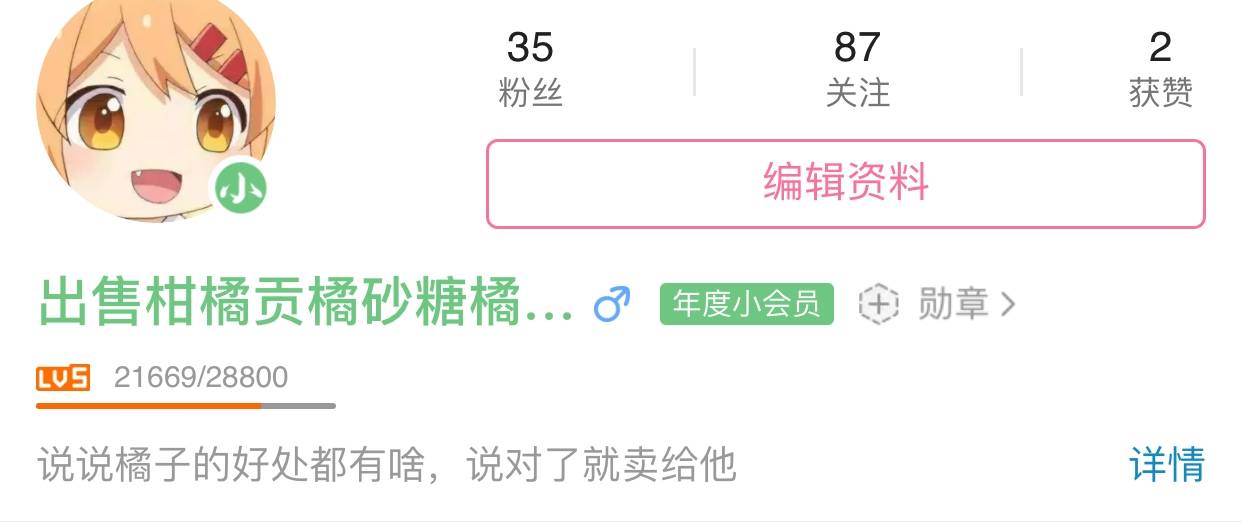 35 87 2
粉丝 关注 获赞
编辑资料
小
出售柑橘贡橘砂糖橘... 年度小会员 勋章
LV5 21669/28800
说说橘子的好处都有啥，说对了就卖给他 详情